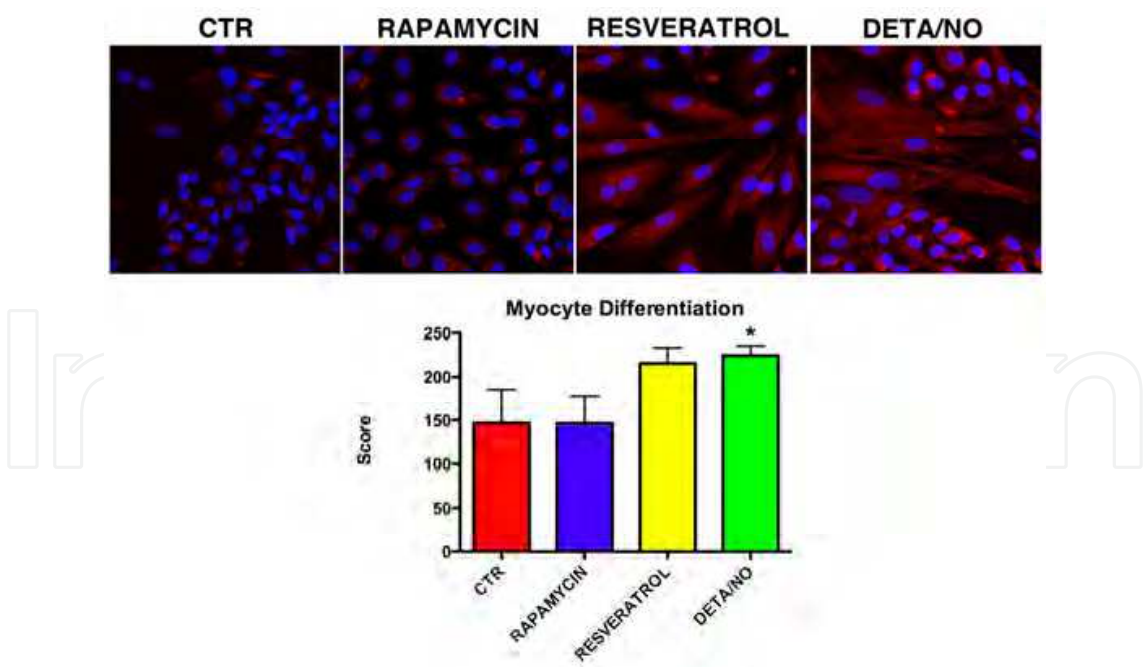 CTR RAPAMYCIN RESVERATROL DETA/NO
Myocyte Differentiation
*
250
200
150
100
50
0
Score
CTR
RAPAMYCIN
RESVERATROL
DETA/NO